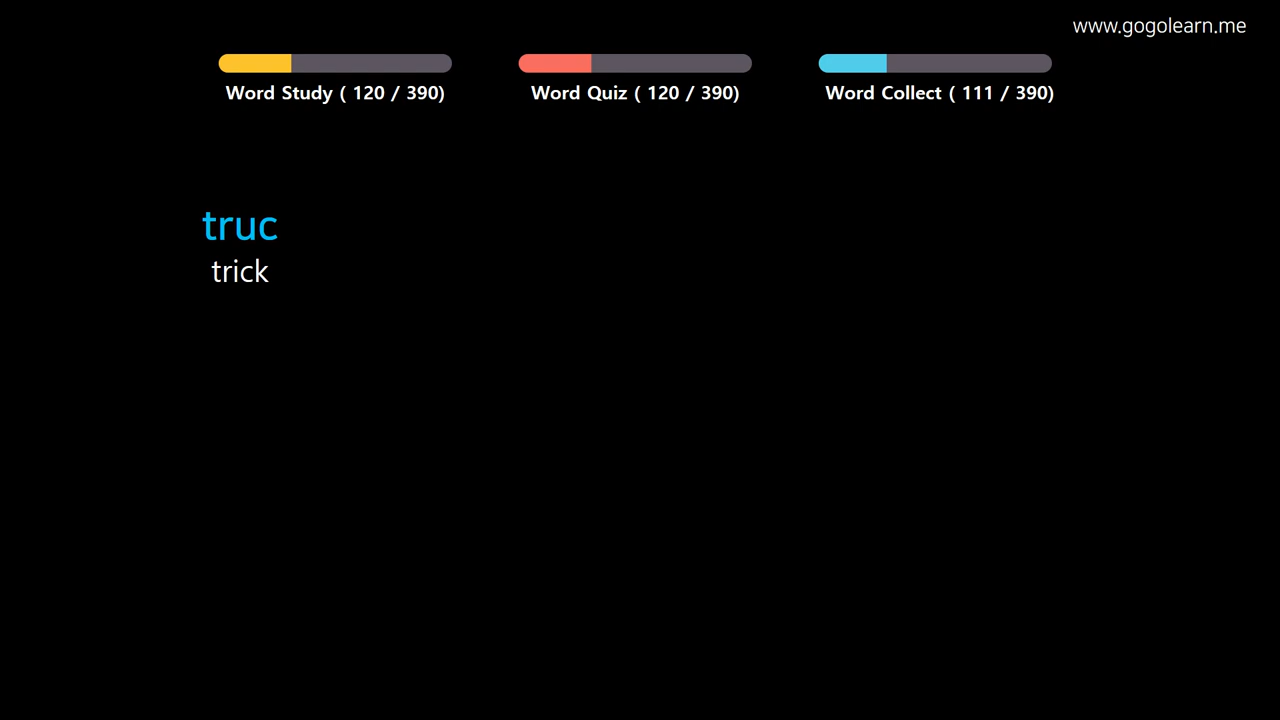 www.gogolearn.me
Word Study ( 120 / 390)
Word Quiz ( 120 / 390)
Word Collect ( 111 / 390)
truc
trick